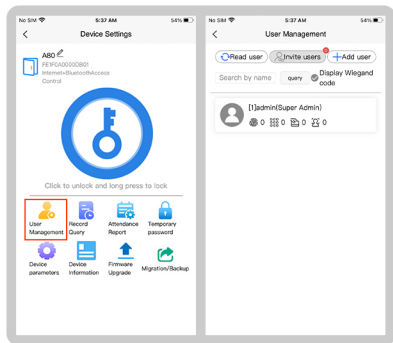 No SIM 5:37 AM 54%
Device Settings
A80
FE1F0A0000DB01
Internet+BluetoothAccess
Control
Click to unlock and long press to lock
User Management
Record Query
Attendance Report
Temporary password
Device parameters
Device Information
Firmware Upgrade
Migration/Backup
No SIM 5:37 AM 54%
User Management
Read user
Invite users
Add user
Search by name
query
Display Wiegand
code
[1]admin(Super Admin)
0 0 0 0